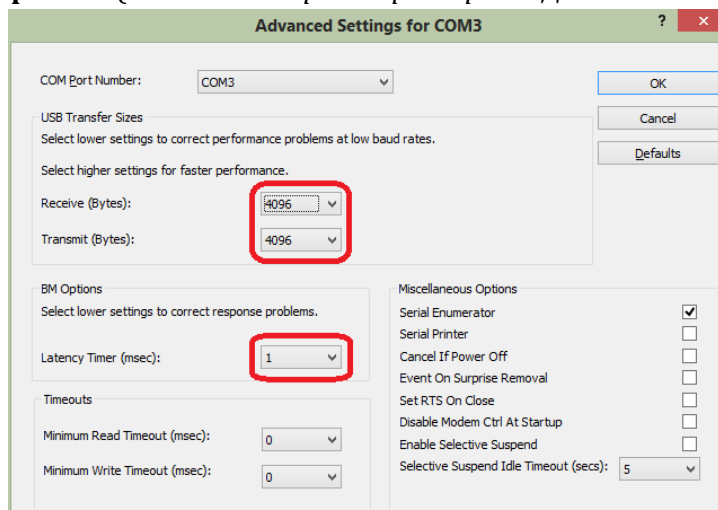 Advanced Settings for COM3
? ×
COM Port Number: COM3
OK
USB Transfer Sizes
Cancel
Select lower settings to correct performance problems at low baud rates.
Defaults
Select higher settings for faster performance.
Receive (Bytes): 4096
Transmit (Bytes): 4096
BM Options
Select lower settings to correct response problems.
Latency Timer (msec): 1
Timeouts
Minimum Read Timeout (msec): 0
Minimum Write Timeout (msec): 0
Miscellaneous Options
Serial Enumerator
Serial Printer
Cancel If Power Off
Event On Surprise Removal
Set RTS On Close
Disable Modem Ctrl At Startup
Enable Selective Suspend
Selective Suspend Idle Timeout (secs): 5